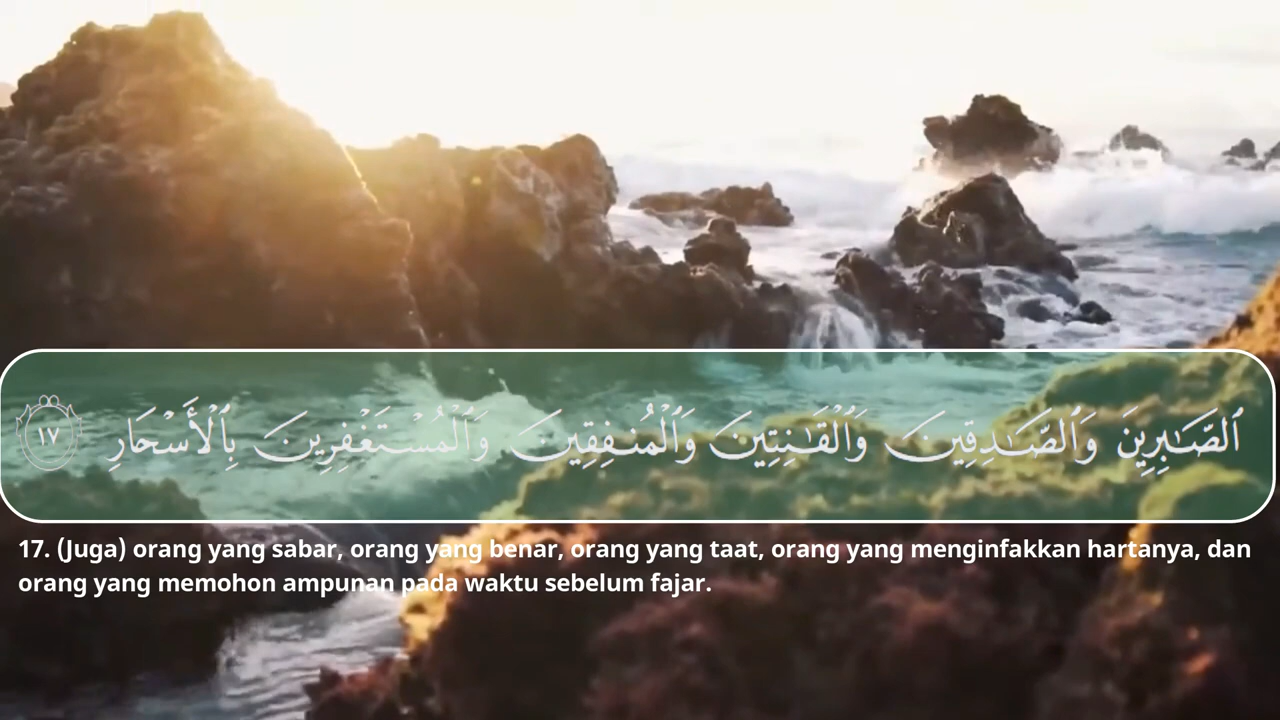 ٱلصَّـٰبِرِينَ وَٱلصَّـٰدِقِينَ وَٱلْقَـٰنِتِينَ وَٱلْمُنفِقِينَ وَٱلْمُسْتَغْفِرِينَ بِٱلْأَسْحَارِ ١٧
17. (Juga) orang yang sabar, orang yang benar, orang yang taat, orang yang menginfakkan hartanya, dan
orang yang memohon ampunan pada waktu sebelum fajar.